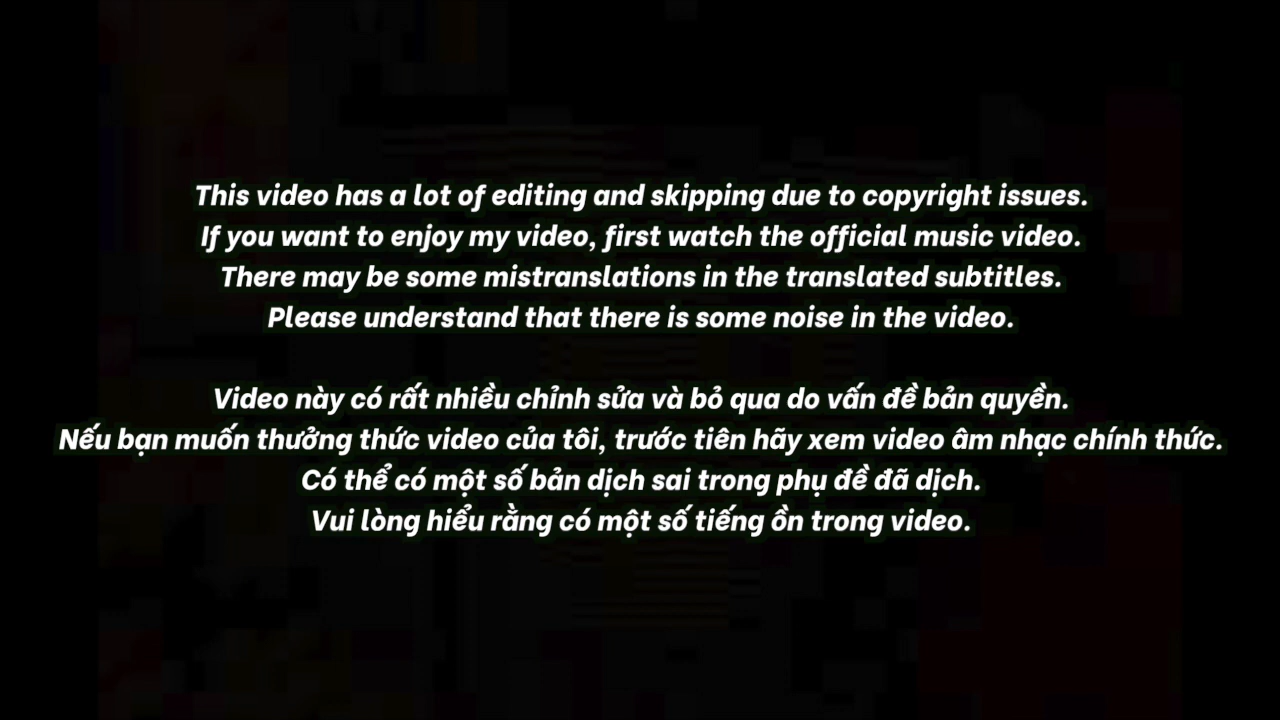 This video has a lot of editing and skipping due to copyright issues.
If you want to enjoy my video, first watch the official music video.
There may be some mistranslations in the translated subtitles.
Please understand that there is some noise in the video.
Video này có rất nhiều chỉnh sửa và bỏ qua do vấn đề bản quyền.
Nếu bạn muốn thưởng thức video của tôi, trước tiên hãy xem video âm nhạc chính thức.
Có thể có một số bản dịch sai trong phụ đề đã dịch.
Vui lòng hiểu rằng có một số tiếng ồn trong video.